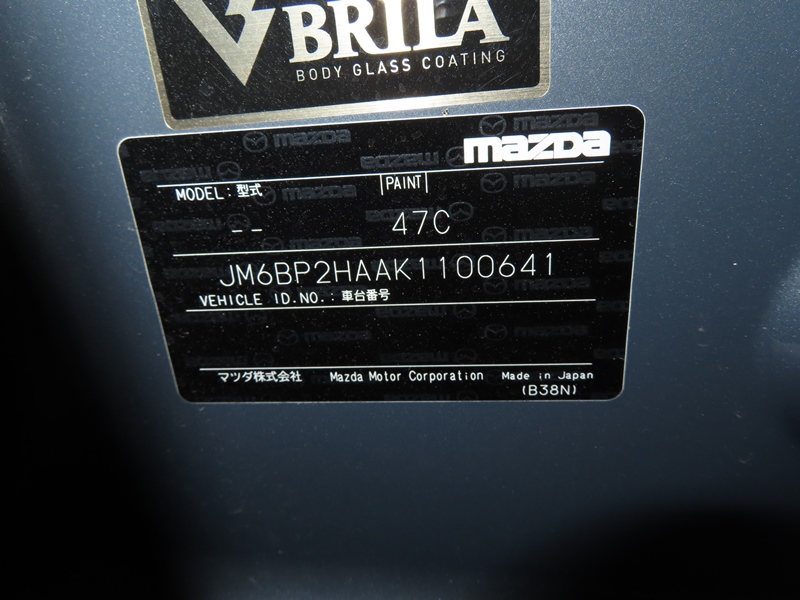 BRILA
BODY GLASS COATING
mazda
MODEL:型式 PAINT
-- 47C
JM6BP2HAAK1100641
VEHICLE ID.NO.:車台番号
マツダ株式会社 Mazda Motor Corporation Made in Japan
(B38N)